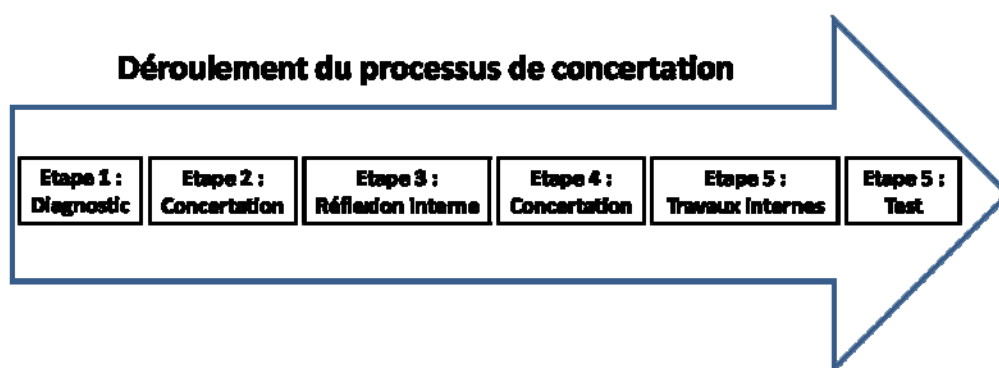 Déroulement du processus de concertation
Etape 1 :
Diagnostic
Etape 2 :
Concertation
Etape 3 :
Réflexion interne
Etape 4 :
Concertation
Etape 5 :
Travaux internes
Etape 5 :
Test